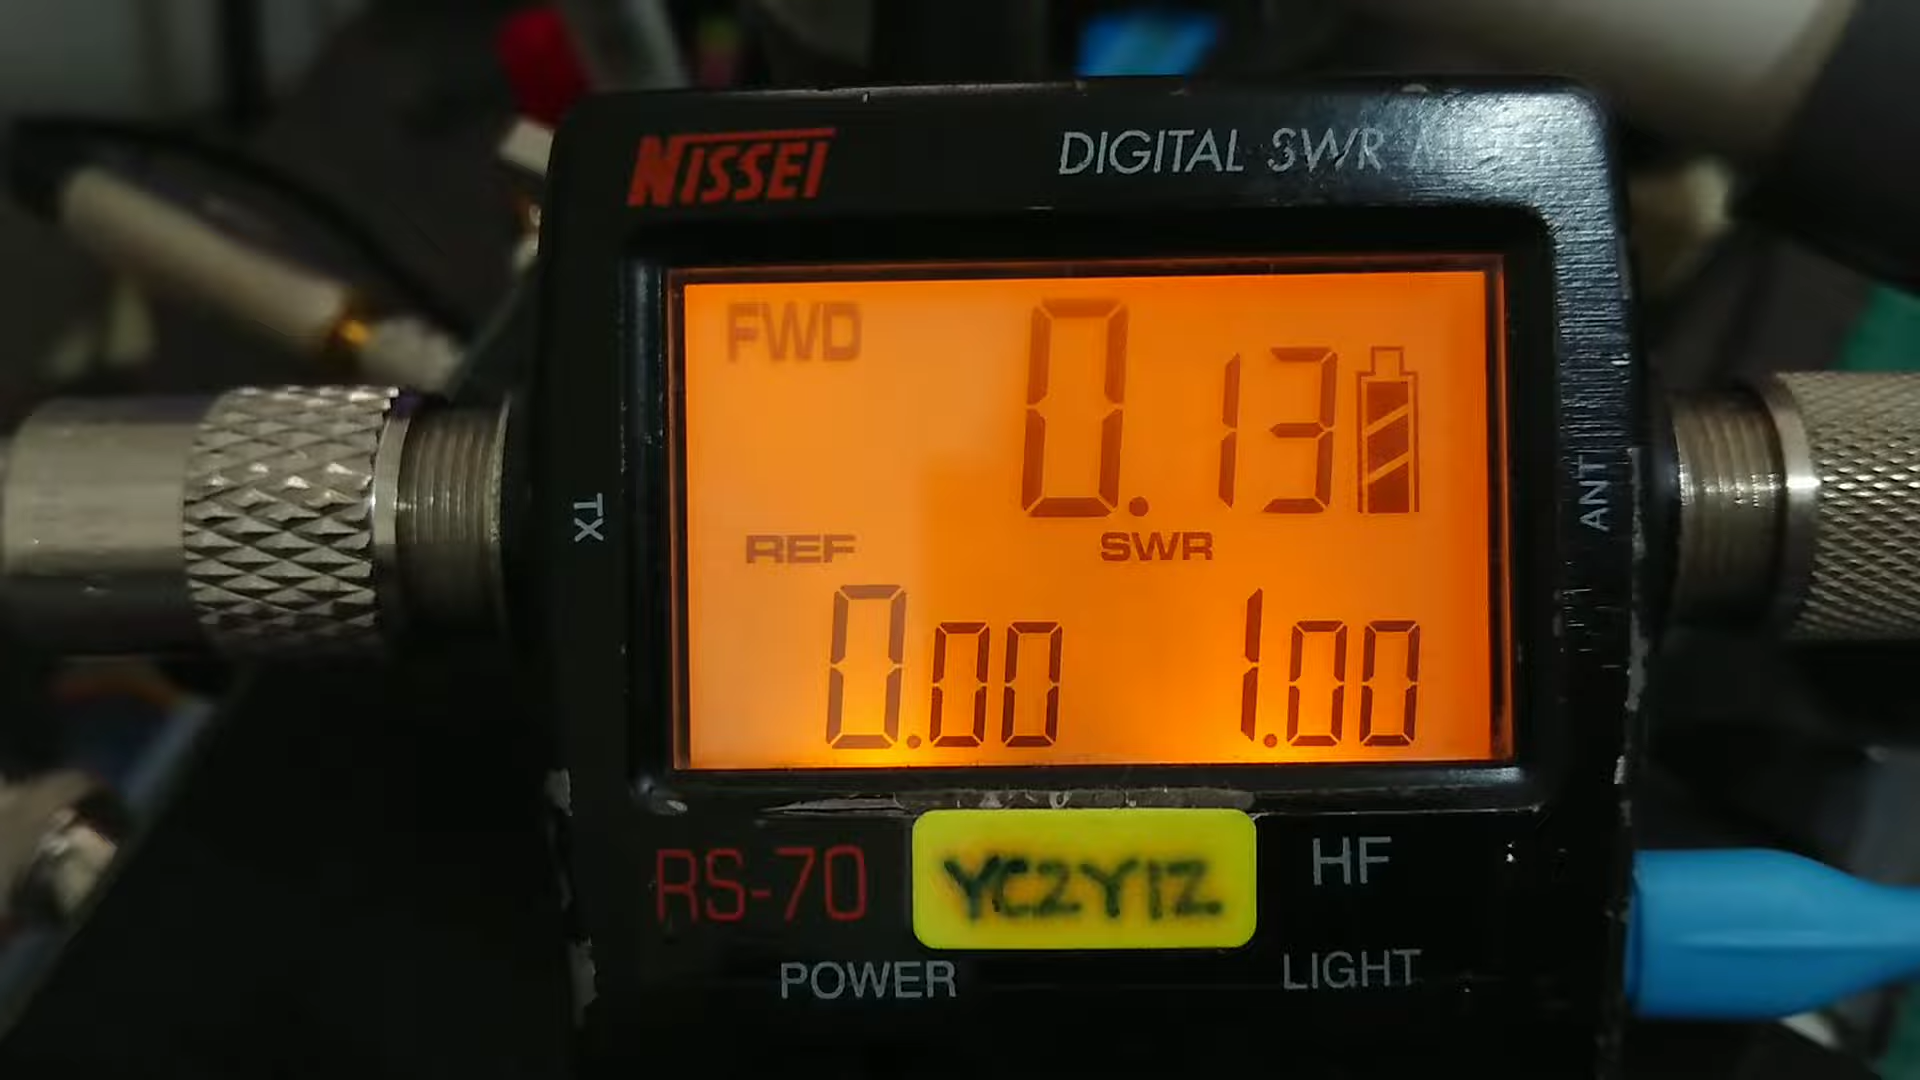 NISSEI DIGITAL SWR METER
FWD 0.13
TX
ANT
REF SWR
0.00 1.00
RS-70 YC2YIZ HF
POWER LIGHT